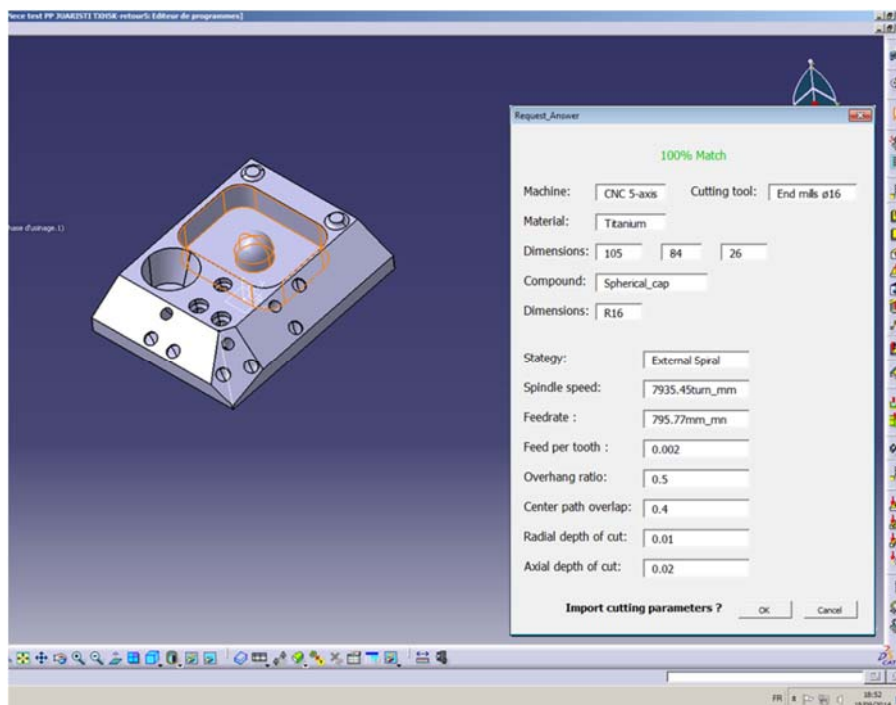 Piece test PP JUARISTI TXM5K-retour5: Editeur de programmes]
Request_Answer
100% Match
Machine: CNC 5-axis Cutting tool: End mills ø16
Material: Titanium
Dimensions: 105 84 26
Compound: Spherical_cap
Dimensions: R16
Stategy: External Spiral
Spindle speed: 7935.45turn_mm
Feedrate : 795.77mm_mn
Feed per tooth : 0.002
Overhang ratio: 0.5
Center path overlap: 0.4
Radial depth of cut: 0.01
Axial depth of cut: 0.02
Import cutting parameters ? OK Cancel
hase d'usinage.1)
FR 18:52